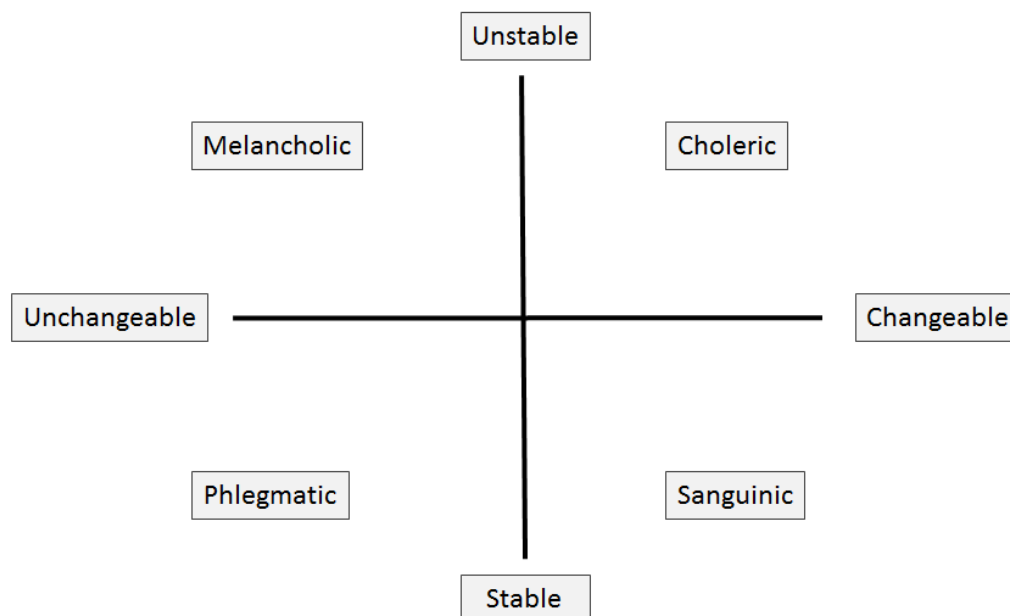 Unstable
Melancholic
Choleric
Unchangeable
Changeable
Phlegmatic
Sanguinic
Stable